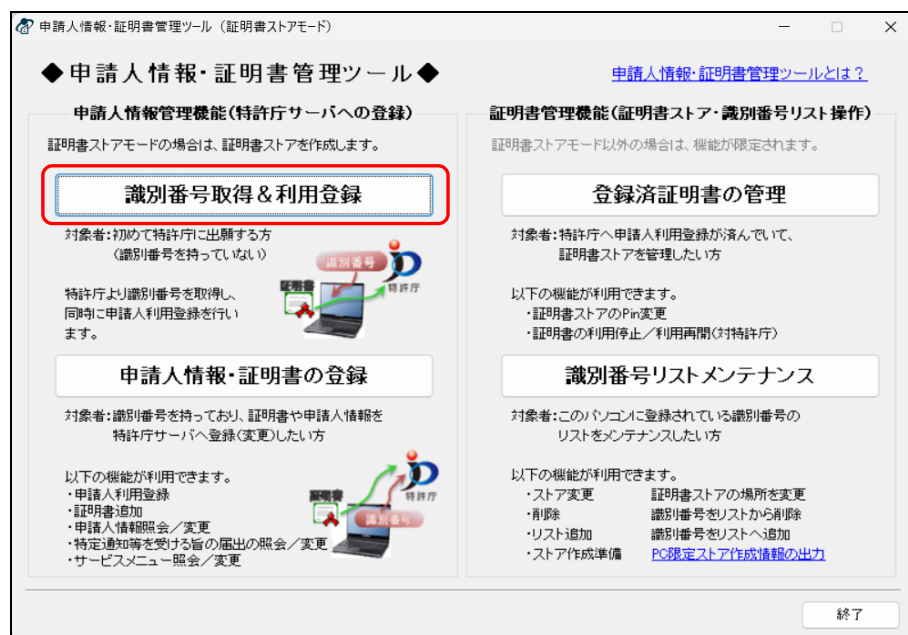 申請人情報・証明書管理ツール（証明書ストアモード）
◆申請人情報・証明書管理ツール◆
申請人情報・証明書管理ツールとは？
申請人情報管理機能(特許庁サーバへの登録)
証明書ストアモードの場合は、証明書ストアを作成します。
識別番号取得＆利用登録
対象者：初めて特許庁に出願する方
（識別番号を持っていない）
特許庁より識別番号を取得し、
同時に申請人利用登録を行い
ます。
識別番号
証明書
特許庁
申請人情報・証明書の登録
対象者：識別番号を持っており、証明書や申請人情報を
特許庁サーバへ登録（変更）したい方
以下の機能が利用できます。
・申請人利用登録
・証明書追加
・申請人情報照会／変更
・特定通知等を受ける旨の届出の照会／変更
・サービスメニュー照会／変更
証明書
特許庁
識別番号
証明書管理機能(証明書ストア・識別番号リスト操作)
証明書ストアモード以外の場合は、機能が限定されます。
登録済証明書の管理
対象者：特許庁へ申請人利用登録が済んでいて、
証明書ストアを管理したい方
以下の機能が利用できます。
・証明書ストアのPin変更
・証明書の利用停止／利用再開（対特許庁）
識別番号リストメンテナンス
対象者：このパソコンに登録されている識別番号の
リストをメンテナンスしたい方
以下の機能が利用できます。
・ストア変更 証明書ストアの場所を変更
・削除 識別番号をリストから削除
・リスト追加 識別番号をリストへ追加
・ストア作成準備 PC限定ストア作成情報の出力
終了